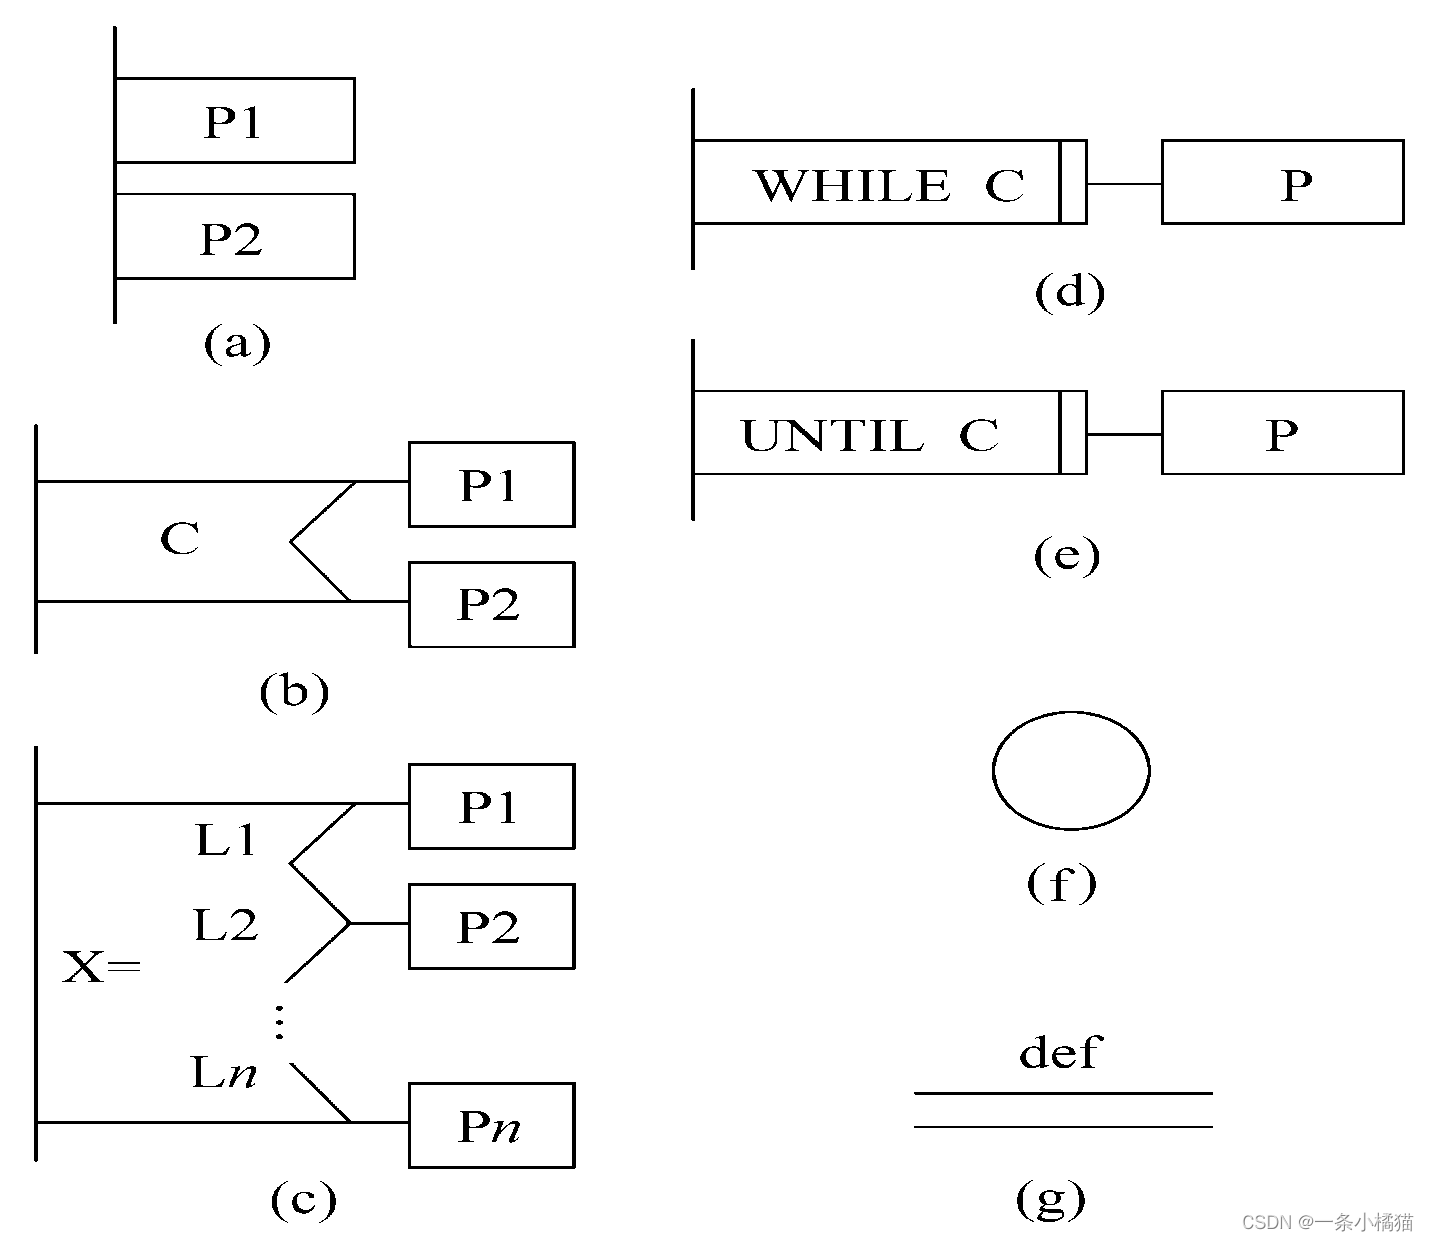 P1
P2
(a)
C
P1
P2
(b)
X=
L1
L2
⋮
Ln
P1
P2
Pn
(c)
WHILE C
P
(d)
UNTIL C
P
(e)
(f)
def
(g)
CSDN @一条小橘猫